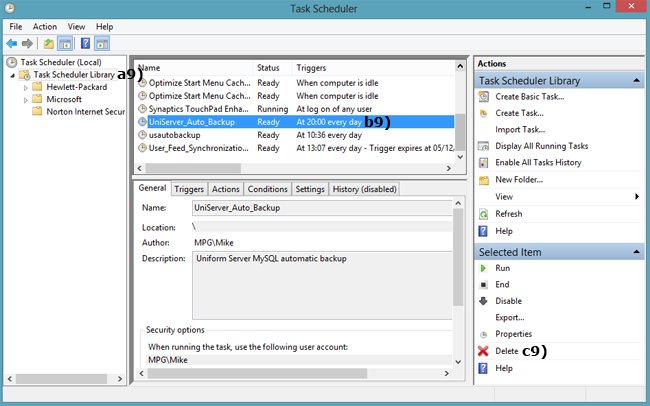 Task Scheduler
File Action View Help
Task Scheduler (Local)
Task Scheduler Library a9)
Hewlett-Packard
Microsoft
Norton Internet Secur
Name Status Triggers
Optimize Start Menu Cach... Ready When computer is idle
Optimize Start Menu Cach... Ready When computer is idle
Synaptics TouchPad Enha... Running At log on of any user
UniServer_Auto_Backup Ready At 20:00 every day b9)
usautobackup Ready At 10:36 every day
User_Feed_Synchronizatio... Ready At 13:07 every day - Trigger expires at 05/12,
General Triggers Actions Conditions Settings History (disabled)
Name: UniServer_Auto_Backup
Location: \
Author: MPG\Mike
Description: Uniform Server MySQL automatic backup
Security options
When running the task, use the following user account:
MPG\Mike
Actions
Task Scheduler Library
Create Basic Task...
Create Task...
Import Task...
Display All Running Tasks
Enable All Tasks History
New Folder...
View
Refresh
Help
Selected Item
Run
End
Disable
Export...
Properties
Delete c9)
Help